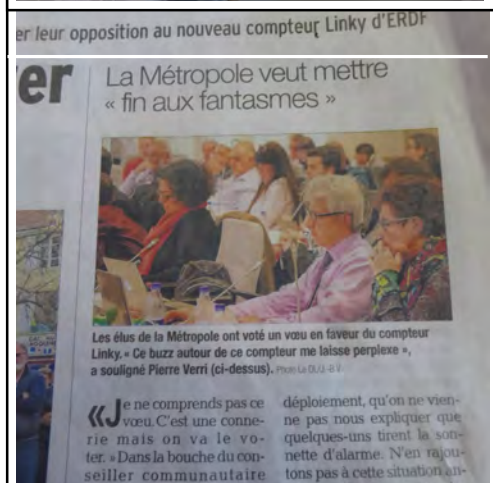 er leur opposition au nouveau compteur Linky d'ERDF
er
La Métropole veut mettre
« fin aux fantasmes »
Les élus de la Métropole ont voté un vœu en faveur du compteur
Linky. « Ce buzz autour de ce compteur me laisse perplexe »,
a souligné Pierre Verri (ci-dessus). Photo Le DL/J.-B.V.
«Je ne comprends pas ce
vœu. C'est une conne-
rie mais on va le vo-
ter. » Dans la bouche du con-
seiller communautaire
déploiement, qu'on ne vien-
ne pas nous expliquer que
quelques-uns tirent la son-
nette d'alarme. N'en rajou-
tons pas à cette situation an-